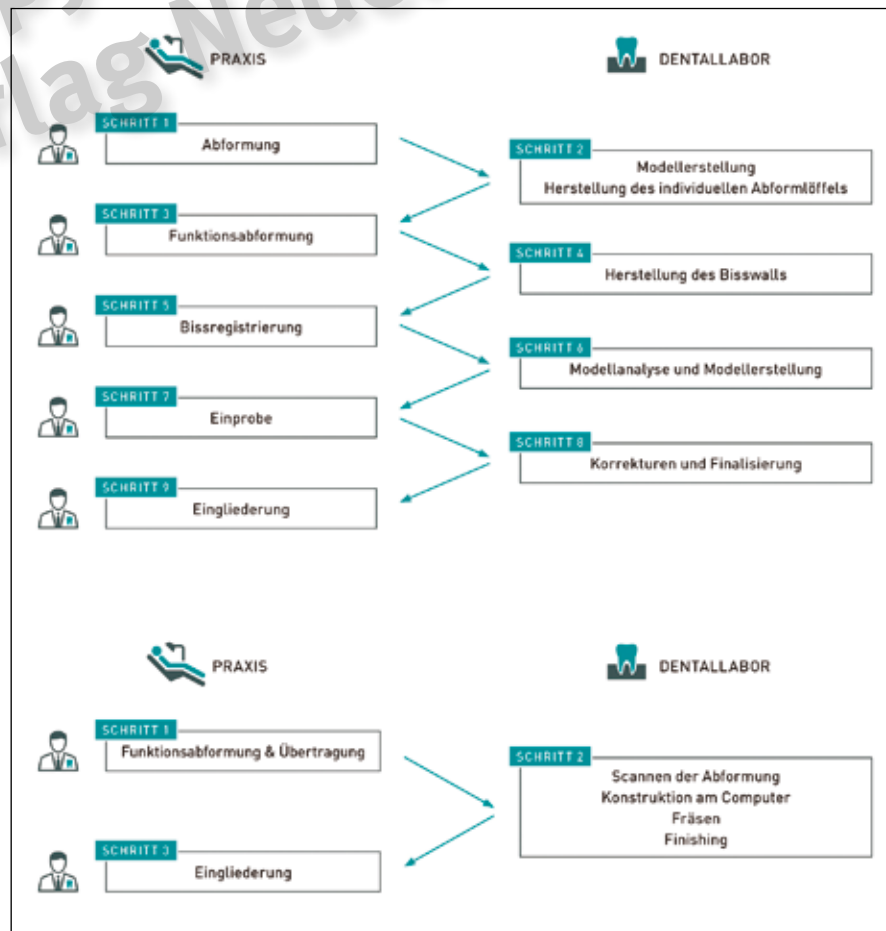 PRAXIS
DENTALLABOR
SCHRITT 1
Abformung
SCHRITT 2
Modellerstellung
Herstellung des individuellen Abformlöffels
SCHRITT 3
Funktionsabformung
SCHRITT 4
Herstellung des Bisswalls
SCHRITT 5
Bissregistrierung
SCHRITT 6
Modellanalyse und Modellerstellung
SCHRITT 7
Einprobe
SCHRITT 8
Korrekturen und Finalisierung
SCHRITT 9
Eingliederung
PRAXIS
DENTALLABOR
SCHRITT 1
Funktionsabformung & Übertragung
SCHRITT 2
Scannen der Abformung
Konstruktion am Computer
Fräsen
Finishing
SCHRITT 3
Eingliederung